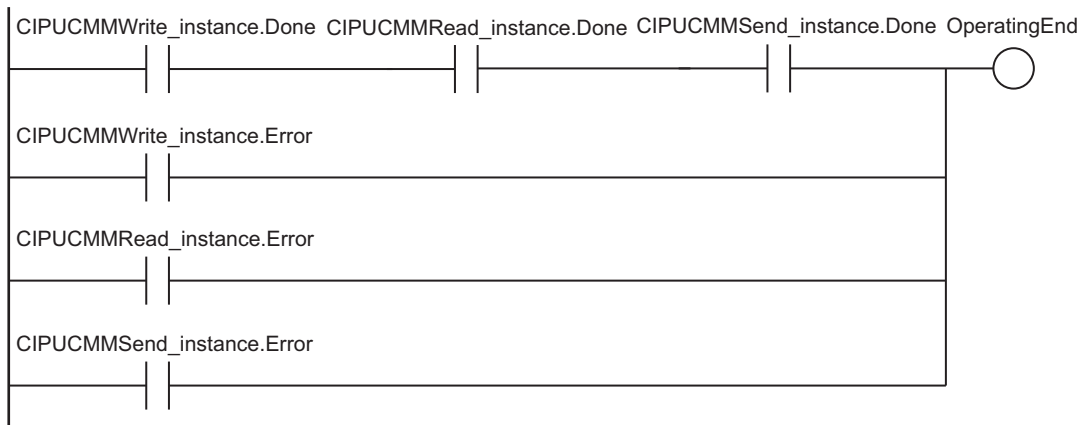 CIPUCMMWrite_instance.Done CIPUCMMRead_instance.Done CIPUCMMSend_instance.Done OperatingEnd
CIPUCMMWrite_instance.Error
CIPUCMMRead_instance.Error
CIPUCMMSend_instance.Error